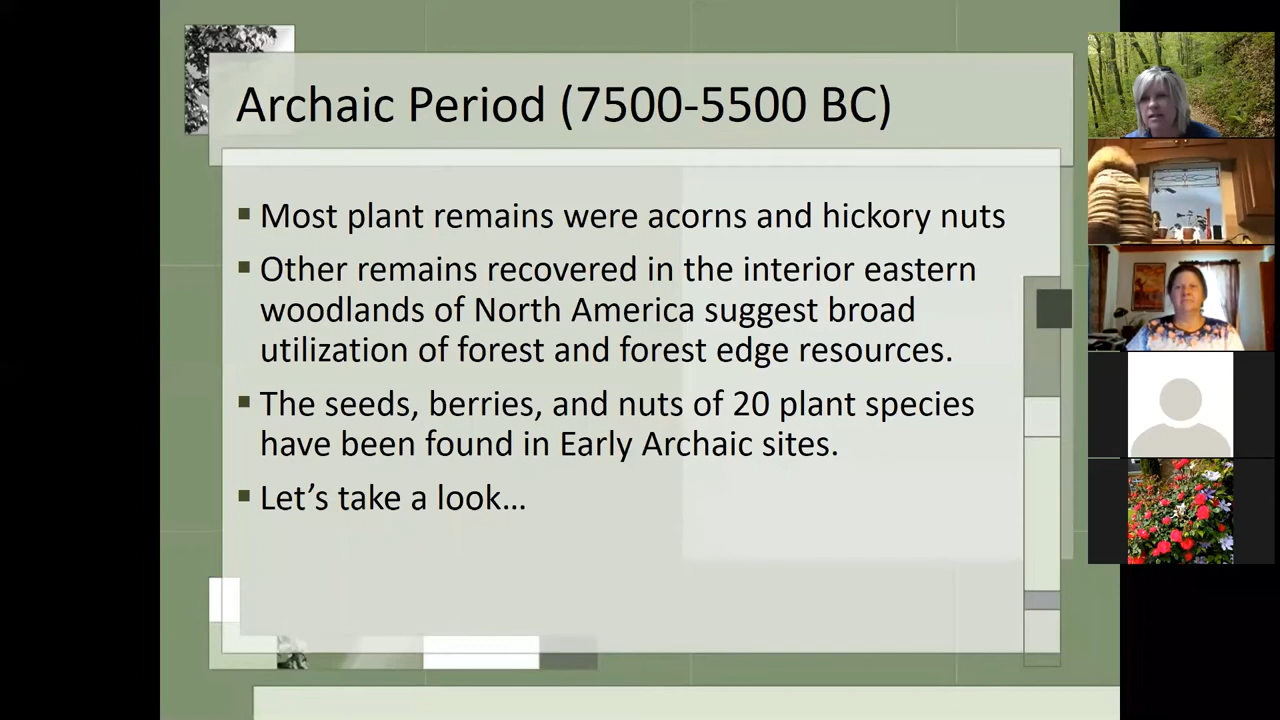 Archaic Period (7500-5500 BC)
▪ Most plant remains were acorns and hickory nuts
▪ Other remains recovered in the interior eastern
woodlands of North America suggest broad
utilization of forest and forest edge resources.
▪ The seeds, berries, and nuts of 20 plant species
have been found in Early Archaic sites.
▪ Let’s take a look…